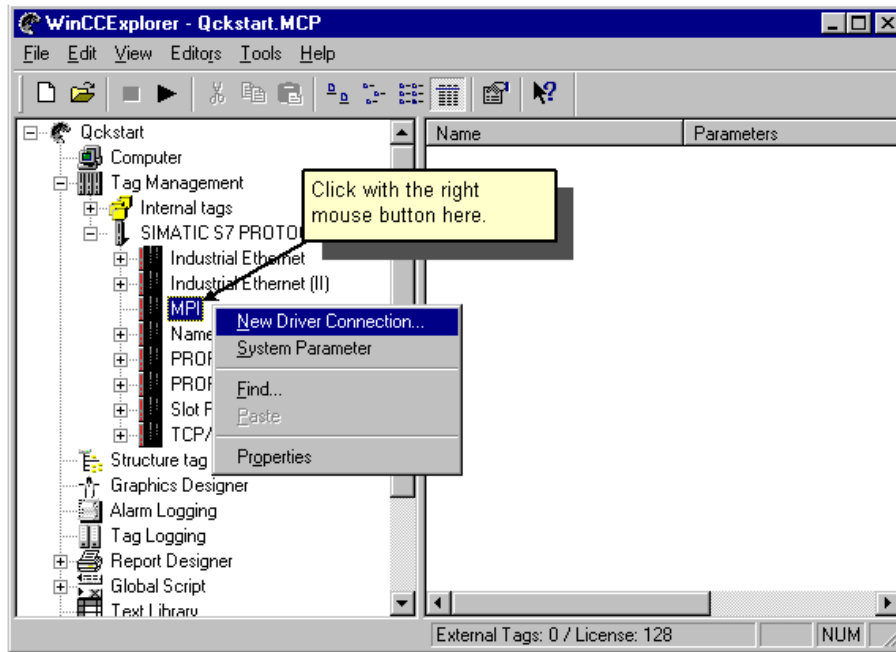 WinCCExplorer - Qckstart.MCP
File Edit View Editors Tools Help
Name Parameters
Qckstart
Computer
Tag Management
Internal tags
SIMATIC S7 PROTO
Industrial Ethernet
Industrial Ethernet (II)
MPI
Name
PROF
PROF
Slot P
TCP/
Structure tag
Graphics Designer
Alarm Logging
Tag Logging
Report Designer
Global Script
Text Library
Click with the right
mouse button here.
New Driver Connection...
System Parameter
Find...
Paste
Properties
External Tags: 0 / License: 128 NUM